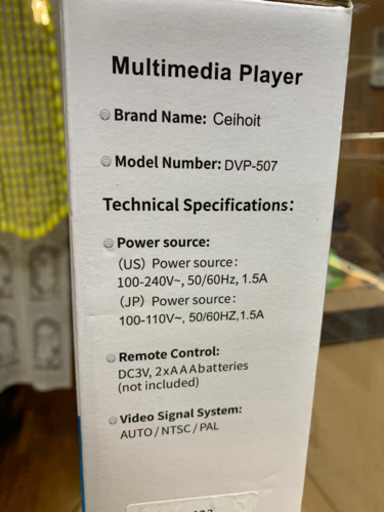 Multimedia Player
Brand Name: Ceihoit
Model Number: DVP-507
Technical Specifications:
Power source:
(US) Power source:
100-240V~, 50/60Hz, 1.5A
(JP) Power source:
100-110V~, 50/60HZ,1.5A
Remote Control:
DC3V, 2xAAAbatteries
(not included)
Video Signal System:
AUTO/NTSC/PAL